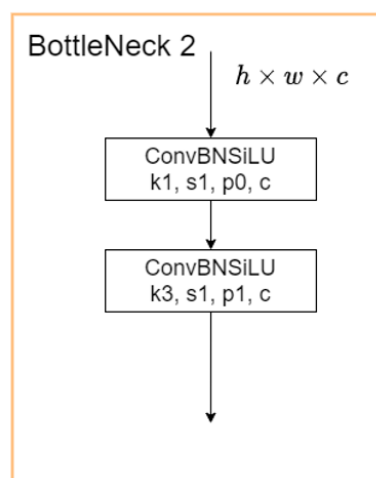 BottleNeck 2
h × w × c
ConvBNSiLU
k1, s1, p0, c
ConvBNSiLU
k3, s1, p1, c